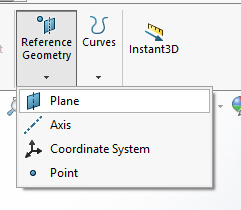 Reference Geometry
Curves
Instant3D
Plane
Axis
Coordinate System
Point